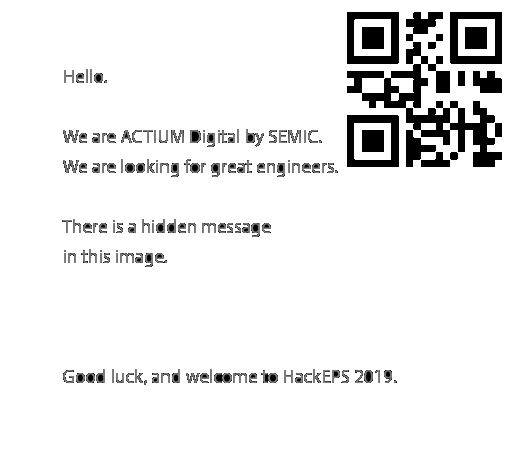 Hello.
We are ACTIUM Digital by SEMIC.
We are looking for great engineers.
There is a hidden message
in this image.
Good luck, and welcome to HackEPS 2019.